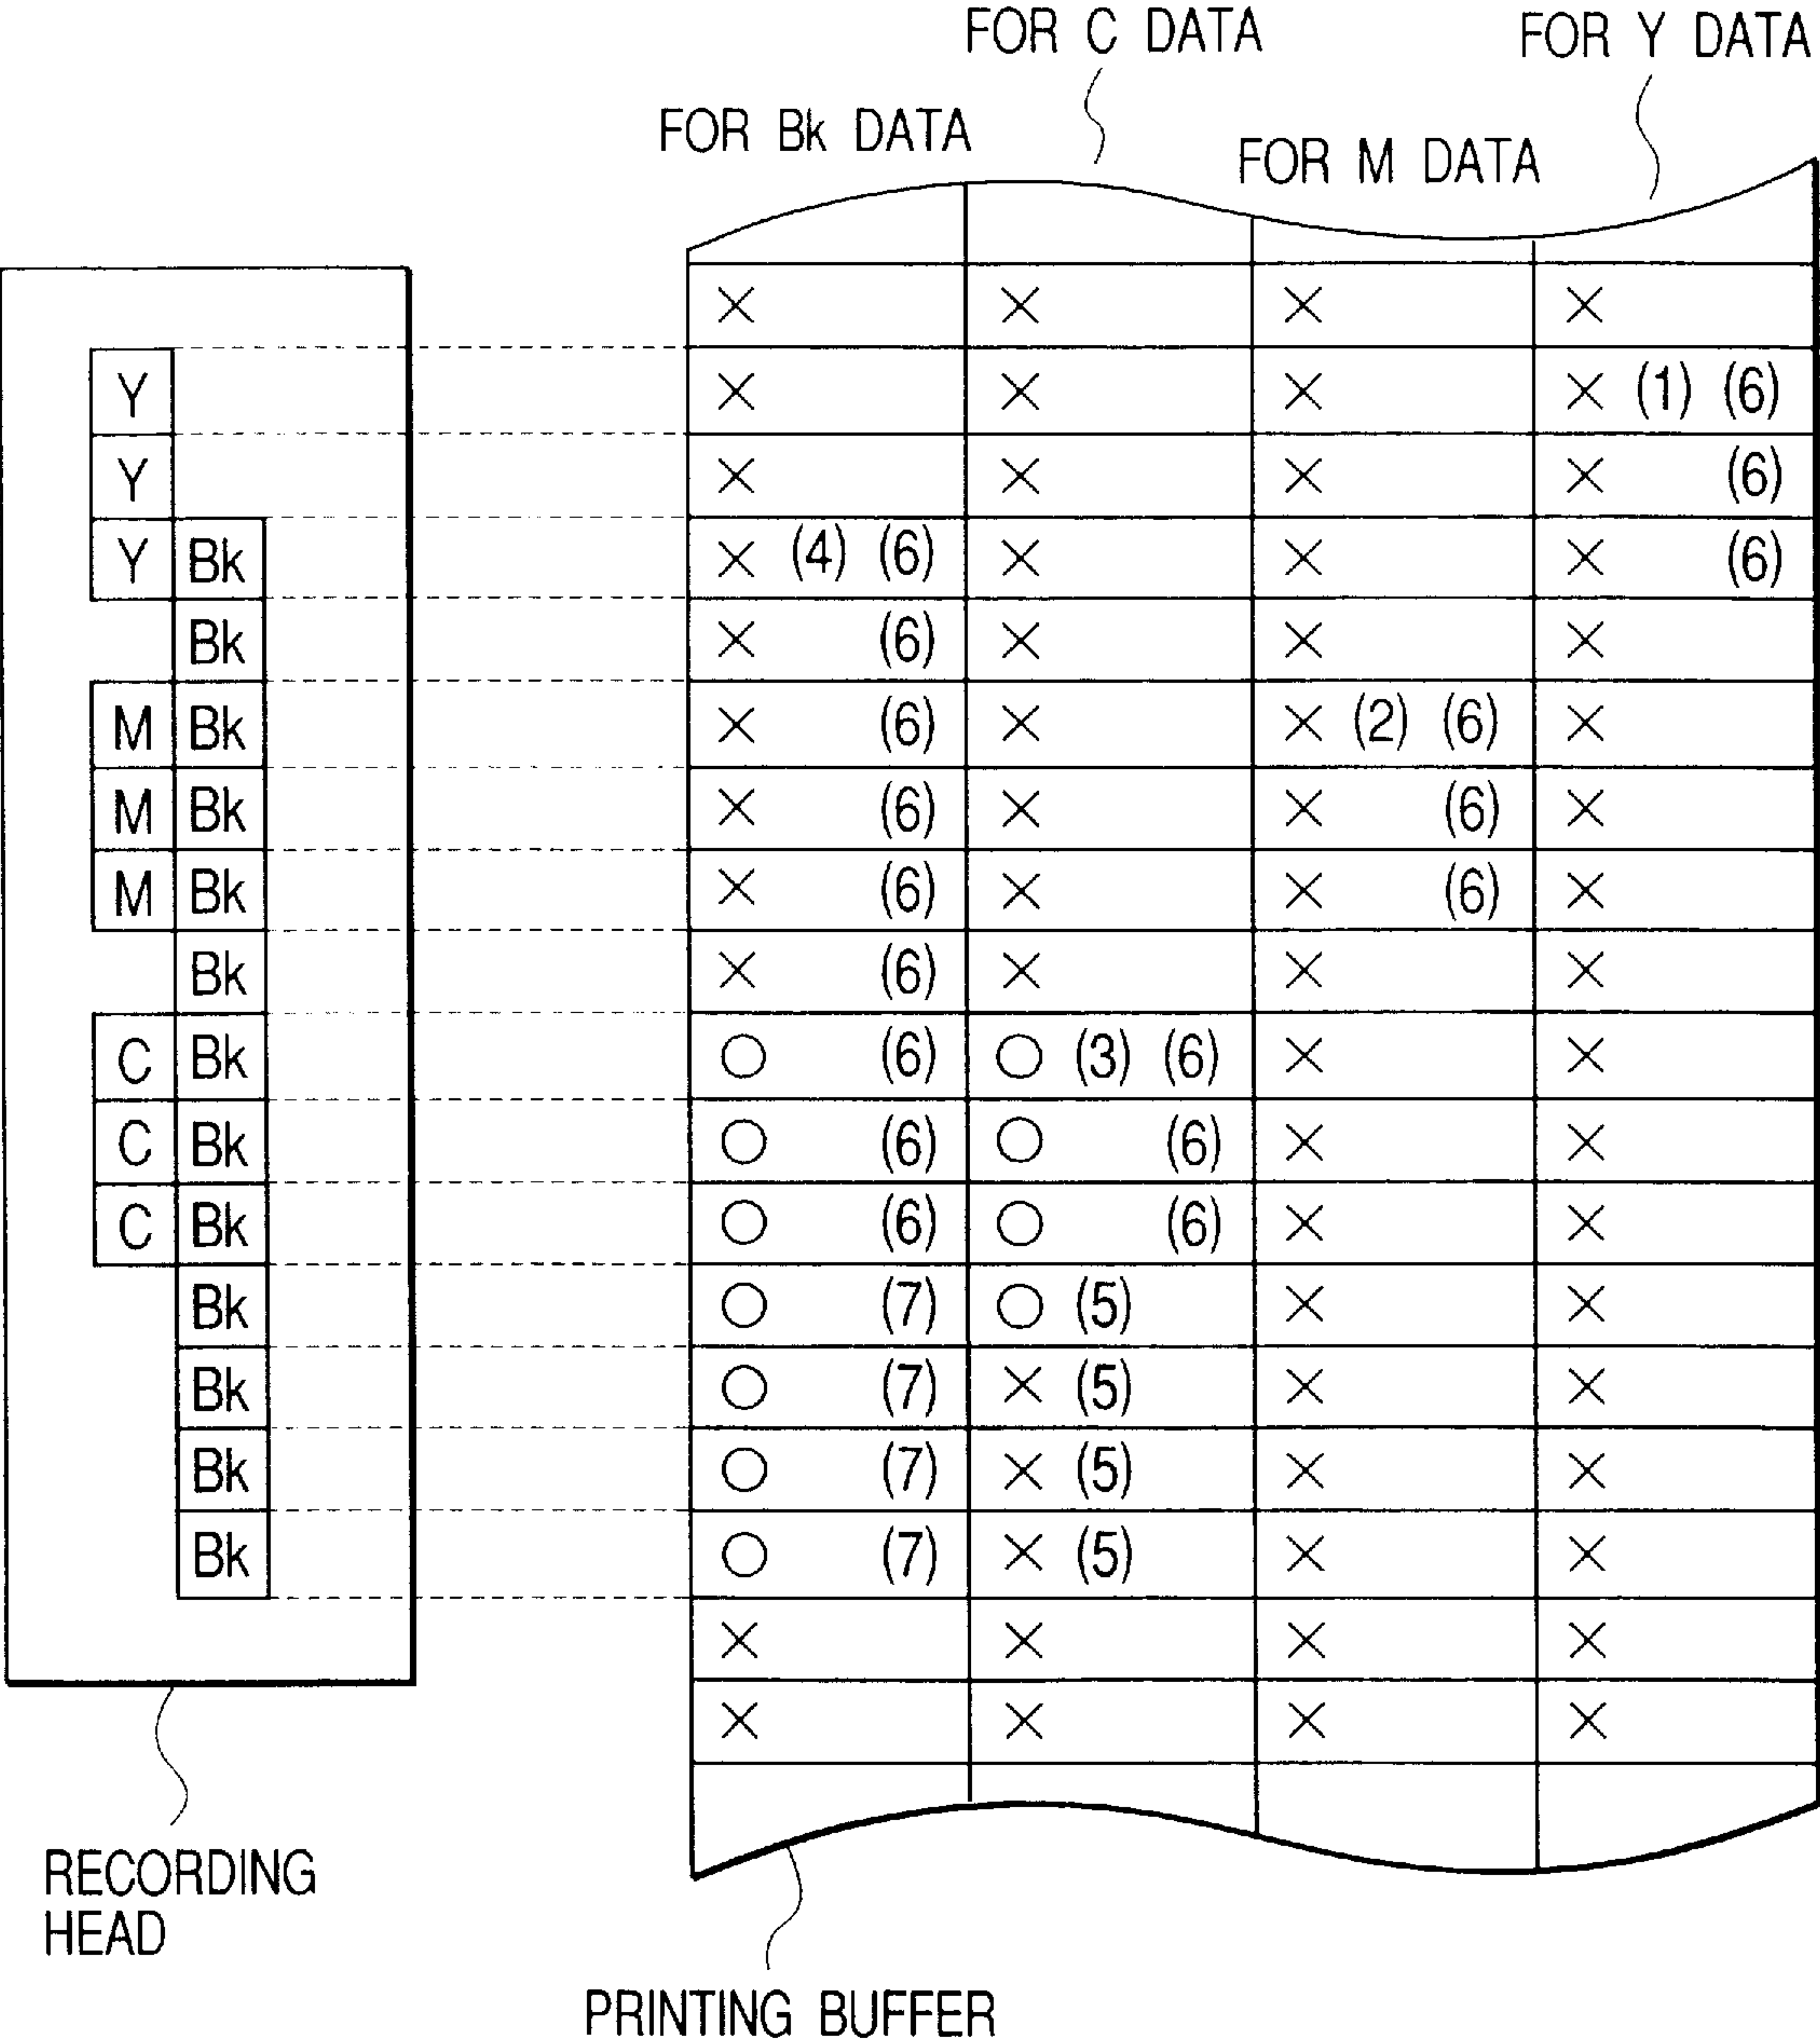 FOR C DATA FOR Y DATA
FOR Bk DATA FOR M DATA
× × × ×
Y × × × × (1) (6)
Y × × × × (6)
Y Bk × (4) (6) × × × (6)
Bk × (6) × × ×
M Bk × (6) × × (2) (6) ×
M Bk × (6) × × (6) ×
M Bk × (6) × × (6) ×
Bk × (6) × × ×
C Bk ○ (6) ○ (3) (6) × ×
C Bk ○ (6) ○ (6) × ×
C Bk ○ (6) ○ (6) × ×
Bk ○ (7) ○ (5) × ×
Bk ○ (7) × (5) × ×
Bk ○ (7) × (5) × ×
Bk ○ (7) × (5) × ×
× × × ×
× × × ×
RECORDING
HEAD
PRINTING BUFFER